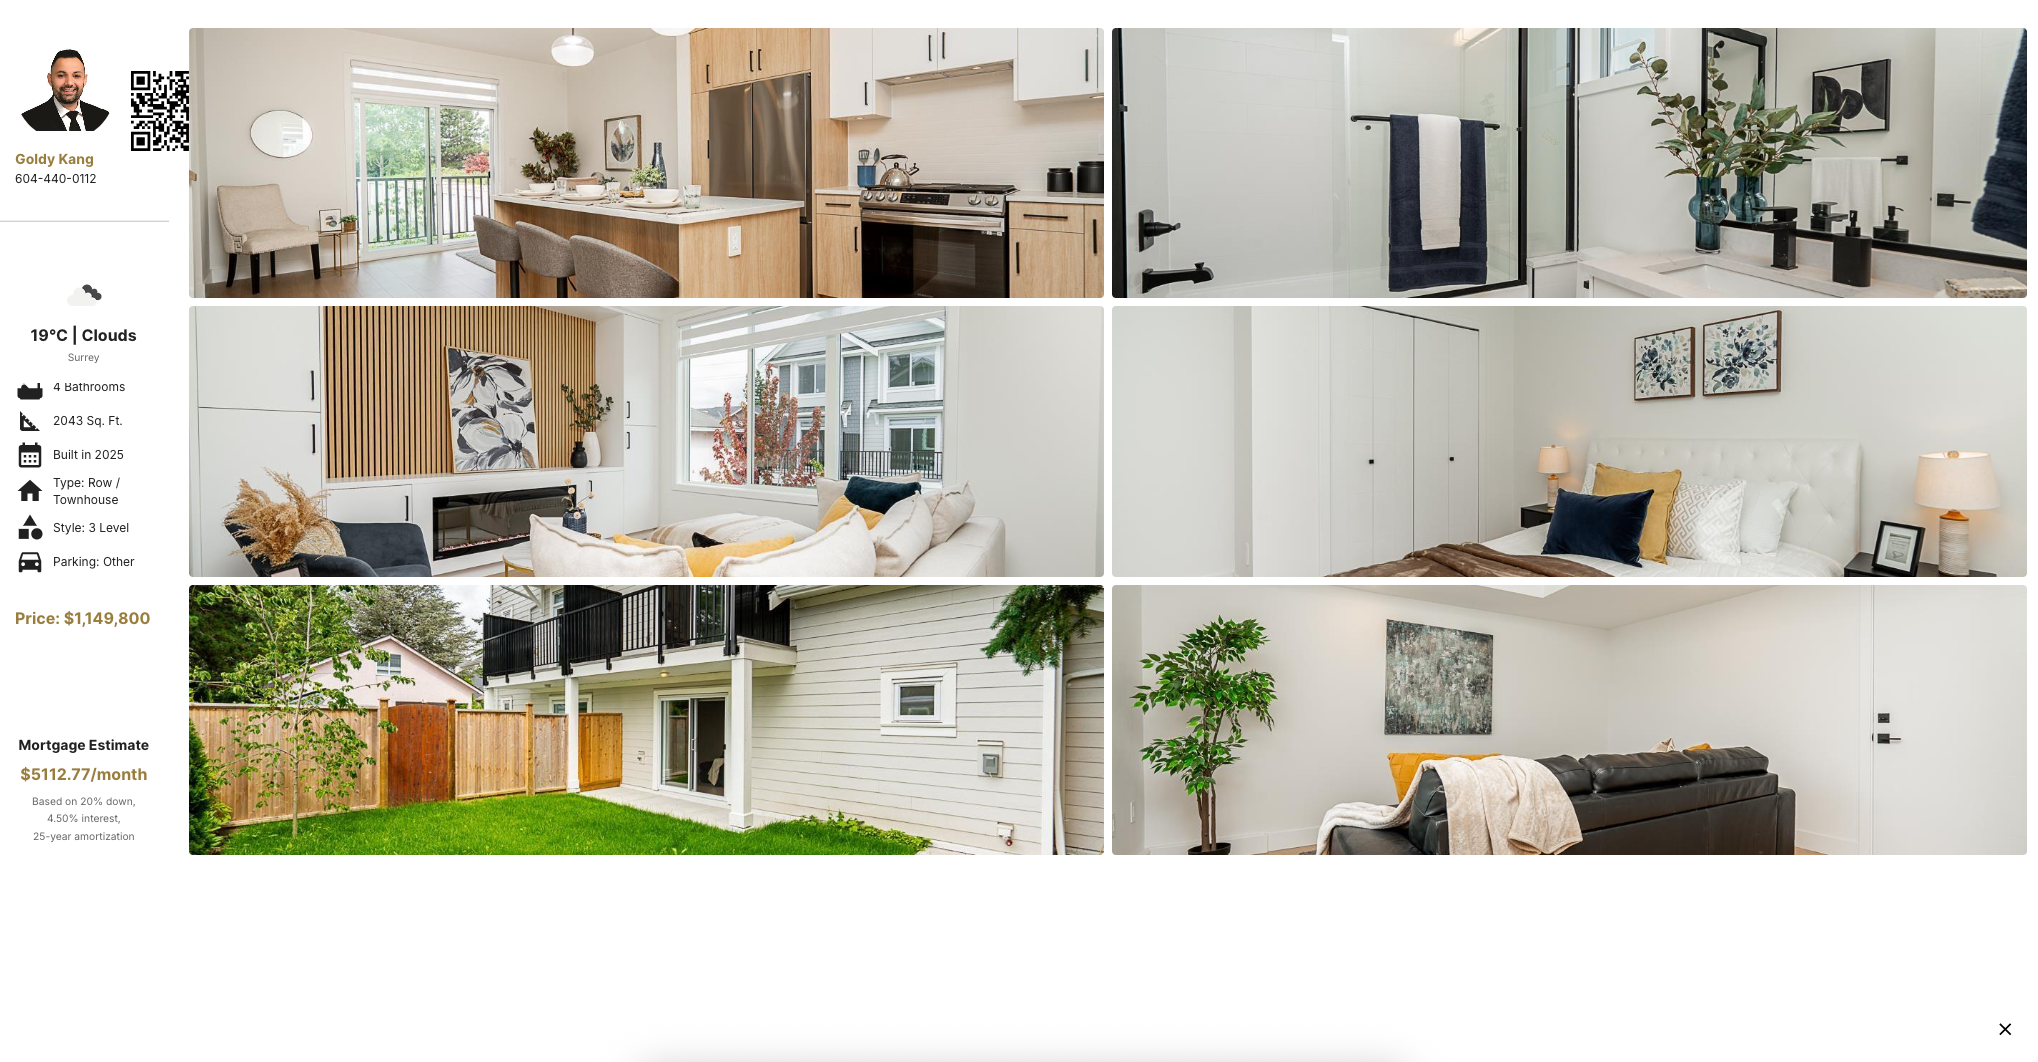 Goldy Kang
604-440-0112
19°C | Clouds
Surrey
4 Bathrooms
2043 Sq. Ft.
Built in 2025
Type: Row /
Townhouse
Style: 3 Level
Parking: Other
Price: $1,149,800
Mortgage Estimate
$5112.77/month
Based on 20% down,
4.50% interest,
25-year amortization